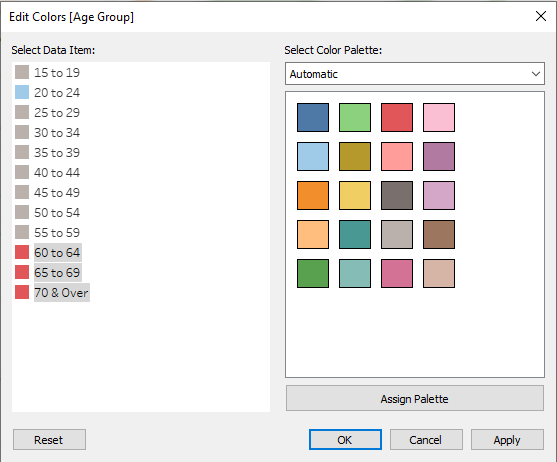 Edit Colors [Age Group]
Select Data Item:
15 to 19
20 to 24
25 to 29
30 to 34
35 to 39
40 to 44
45 to 49
50 to 54
55 to 59
60 to 64
65 to 69
70 & Over
Select Color Palette:
Automatic
Assign Palette
Reset
OK
Cancel
Apply